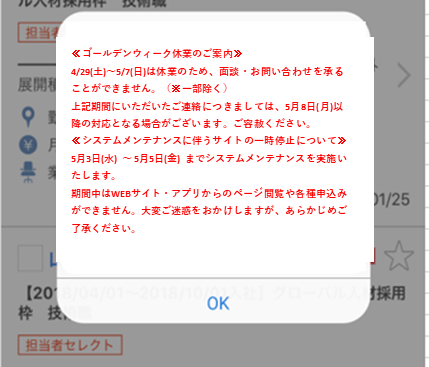 ル人材採用枠 技術職
担当者
≪ゴールデンウィーク休業のご案内≫
4/29(土)~5/7(日)は休業のため、面談・お問い合わせを承る
ことができません。（※一部除く）
上記期間にいただいたご連絡につきましては、5月8日(月)以
降の対応となる場合がございます。ご容赦ください。
≪システムメンテナンスに伴うサイトの一時停止について≫
5月3日(水) ～ 5月5日(金) までシステムメンテナンスを実施い
たします。
期間中はWEBサイト・アプリからのページ閲覧や各種申込み
ができません。大変ご迷惑をおかけしますが、あらかじめご
了承ください。
展開
勤
月
業
01/25
OK
【2018/04/01～2018/10/01入社】グローバル人材採用
枠 技術職
担当者セレクト